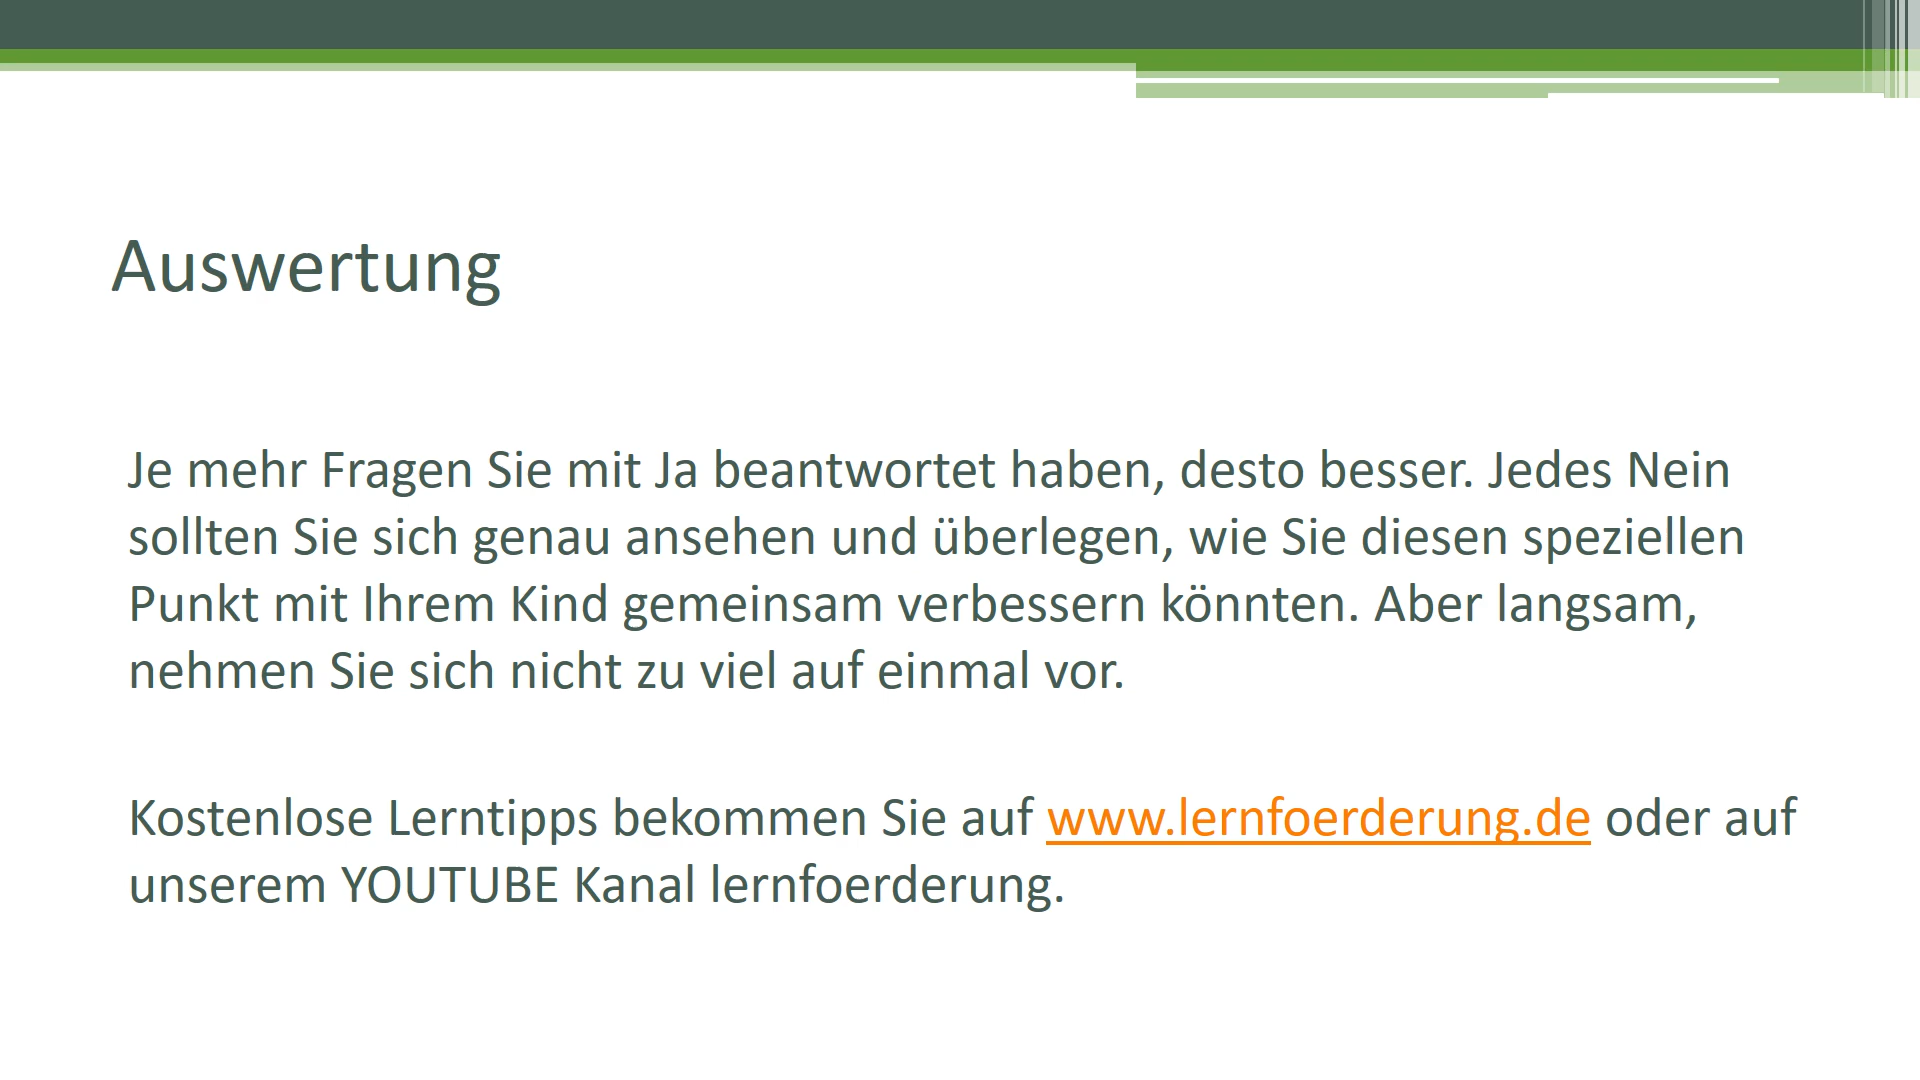 Auswertung
Je mehr Fragen Sie mit Ja beantwortet haben, desto besser. Jedes Nein
sollten Sie sich genau ansehen und überlegen, wie Sie diesen speziellen
Punkt mit Ihrem Kind gemeinsam verbessern könnten. Aber langsam,
nehmen Sie sich nicht zu viel auf einmal vor.
Kostenlose Lerntipps bekommen Sie auf www.lernfoerderung.de oder auf
unserem YOUTUBE Kanal lernfoerderung.